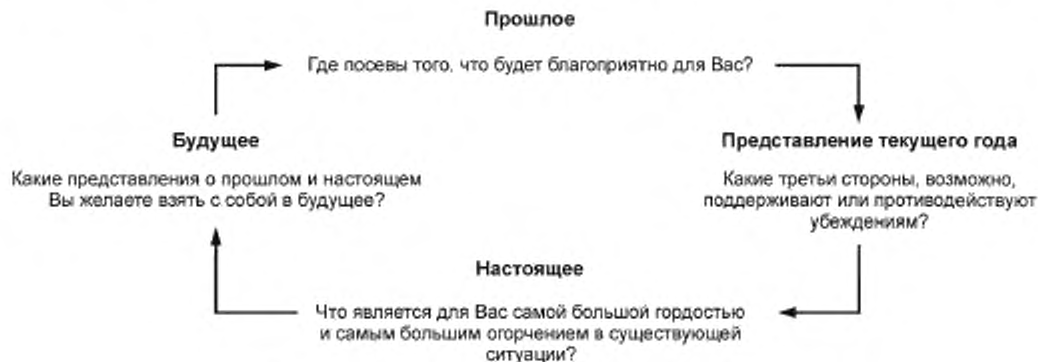 Прошлое
Где посевы того, что будет благоприятно для Вас?
Будущее
Какие представления о прошлом и настоящем
Вы желаете взять с собой в будущее?
Представление текущего года
Какие третьи стороны, возможно,
поддерживают или противодействуют
убеждениям?
Настоящее
Что является для Вас самой большой гордостью
и самым большим огорчением в существующей
ситуации?